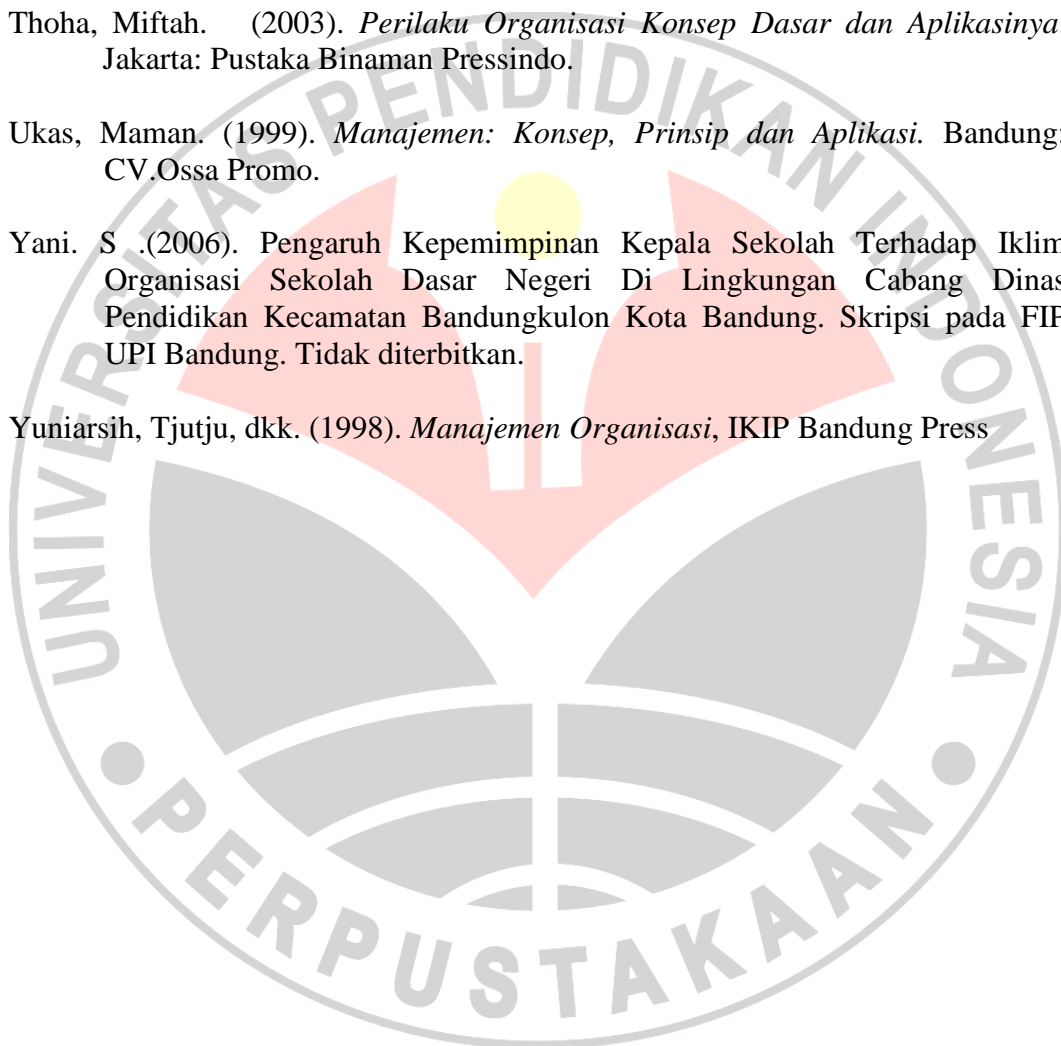 Thoha, Miftah. (2003). Perilaku Organisasi Konsep Dasar dan Aplikasinya.
Jakarta: Pustaka Binaman Pressindo.
Ukas, Maman. (1999). Manajemen: Konsep, Prinsip dan Aplikasi. Bandung:
CV.Ossa Promo.
Yani. S .(2006). Pengaruh Kepemimpinan Kepala Sekolah Terhadap Iklim
Organisasi Sekolah Dasar Negeri Di Lingkungan Cabang Dinas
Pendidikan Kecamatan Bandungkulon Kota Bandung. Skripsi pada FIP
UPI Bandung. Tidak diterbitkan.
Yuniarsih, Tjutju, dkk. (1998). Manajemen Organisasi, IKIP Bandung Press
UNIVERSITAS PENDIDIKAN INDONESIA
PERPUSTAKAAN